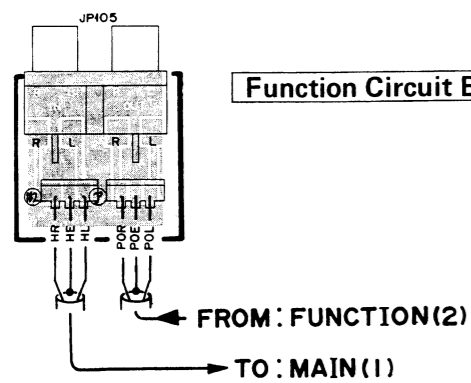 JP105
Function Circuit B
R L R L
HR HE HL POR POE POL
FROM: FUNCTION(2)
TO: MAIN(1)